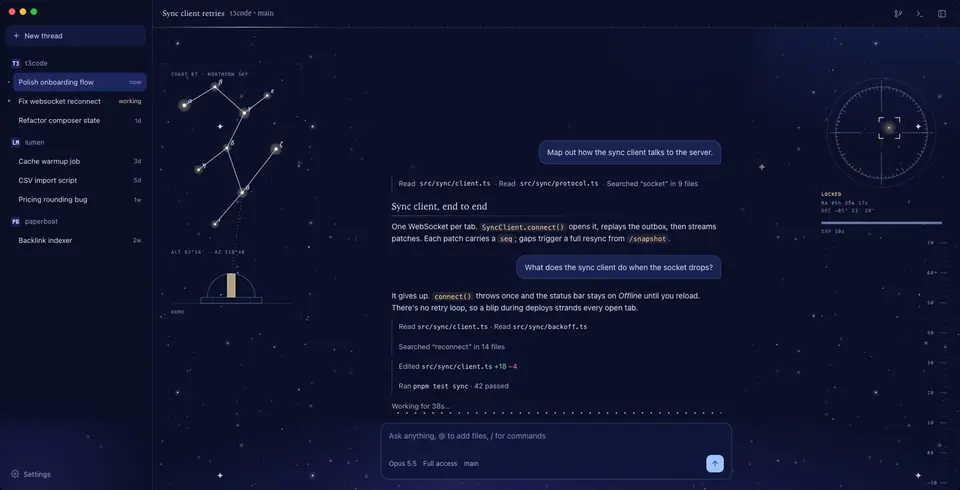 Sync client retries t3code · main
+ New thread
T3 t3code
Polish onboarding flow now
Fix websocket reconnect working
Refactor composer state 1d
LM lumen
Cache warmup job 3d
CSV import script 5d
Pricing rounding bug 1w
PB paperboat
Backlink indexer 2w
Settings
CHART 07 · NORTHERN SKY
α
β
γ
ε
δ
ζ
θ
HOME
Map out how the sync client talks to the server.
Read src/sync/client.ts · Read src/sync/protocol.ts · Searched “socket” in 9 files
Sync client, end to end
One WebSocket per tab. SyncClient.connect() opens it, replays the outbox, then streams
patches. Each patch carries a seq; gaps trigger a full resync from /snapshot.
What does the sync client do when the socket drops?
It gives up. connect() throws once and the status bar stays on Offline until you reload.
There's no retry loop, so a blip during deploys strands every open tab.
Read src/sync/client.ts · Read src/sync/backoff.ts
Searched “reconnect” in 14 files
Edited src/sync/client.ts +18 −4
Ran pnpm test sync · 42 passed
Working for 38s...
Ask anything, @ to add files, / for commands
Opus 5.5 Full access main
LOCKED
RA 05h 35m 17s
EXP 30s
70
60
50
40
30
20
10
00
−10